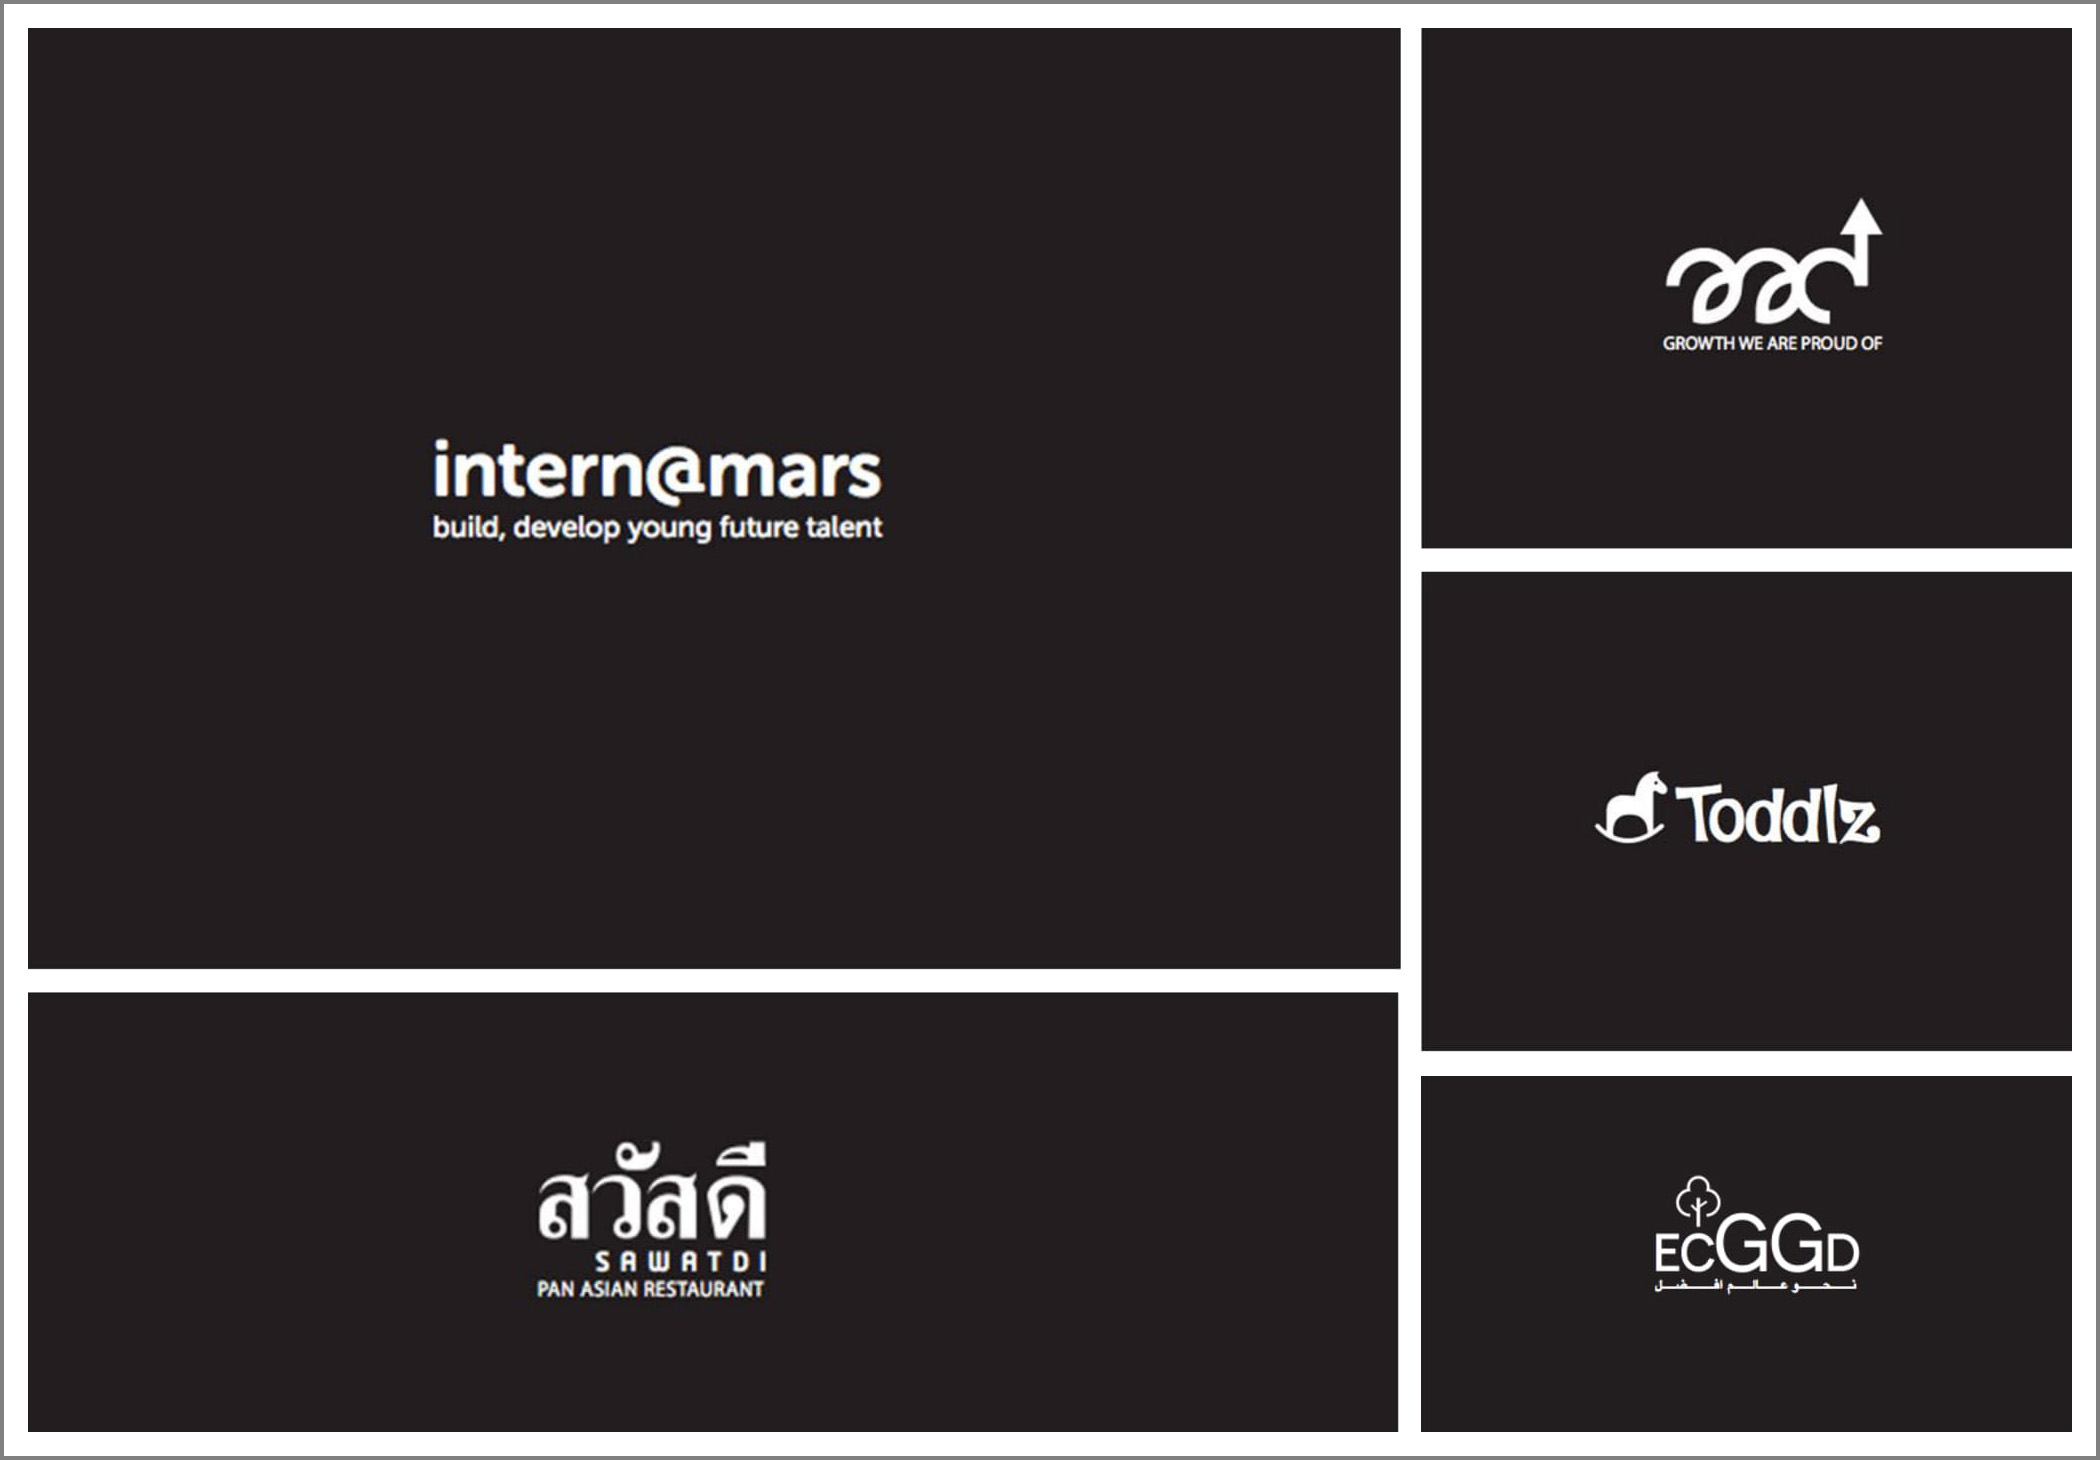 intern@mars
build, develop young future talent
GROWTH WE ARE PROUD OF
Toddlz
สวัสดี
SAWATDI
PAN ASIAN RESTAURANT
ECGGD
نحو عالم افضل